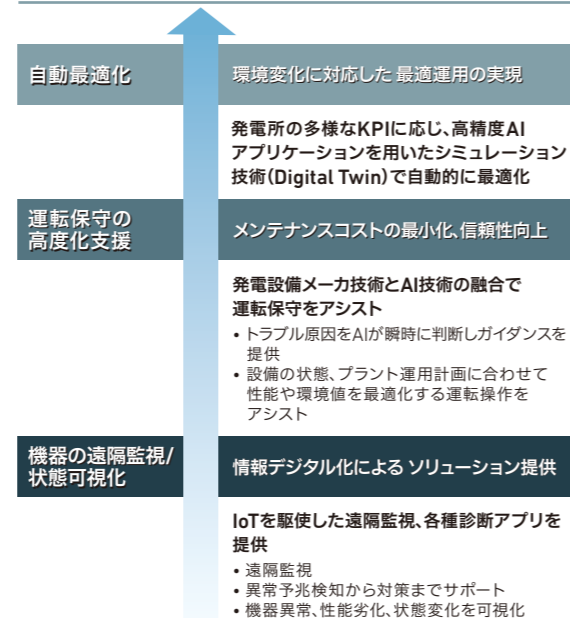 自動最適化
環境変化に対応した 最適運用の実現
発電所の多様なKPIに応じ、高精度AI
アプリケーションを用いたシミュレーション
技術(Digital Twin)で自動的に最適化
運転保守の
高度化支援
メンテナンスコストの最小化、信頼性向上
発電設備メーカ技術とAI技術の融合で
運転保守をアシスト
• トラブル原因をAIが瞬時に判断しガイダンスを
提供
• 設備の状態、プラント運用計画に合わせて
性能や環境値を最適化する運転操作を
アシスト
機器の遠隔監視/
状態可視化
情報デジタル化による ソリューション提供
IoTを駆使した遠隔監視、各種診断アプリを
提供
• 遠隔監視
• 異常予兆検知から対策までサポート
• 機器異常、性能劣化、状態変化を可視化